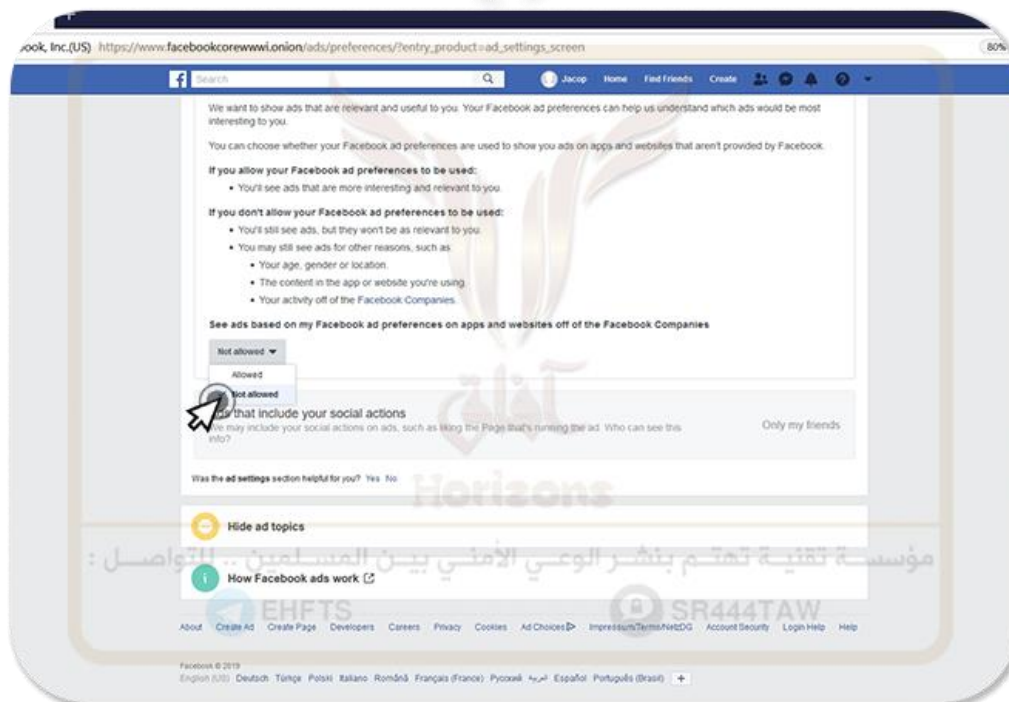 ook, Inc.(US) https://www.facebookcorewwwi.onion/ads/preferences/?entry_product=ad_settings_screen 80%
Search Jacop Home Find Friends Create
We want to show ads that are relevant and useful to you. Your Facebook ad preferences can help us understand which ads would be most
interesting to you.
You can choose whether your Facebook ad preferences are used to show you ads on apps and websites that aren't provided by Facebook.
If you allow your Facebook ad preferences to be used:
• You'll see ads that are more interesting and relevant to you.
If you don't allow your Facebook ad preferences to be used:
• You'll still see ads, but they won't be as relevant to you.
• You may still see ads for other reasons, such as
• Your age, gender or location.
• The content in the app or website you're using.
• Your activity off of the Facebook Companies.
See ads based on my Facebook ad preferences on apps and websites off of the Facebook Companies
Not allowed
Allowed
Not allowed
that include your social actions
We may include your social actions on ads, such as liking the Page that's running the ad. Who can see this
info?
Only my friends
آفاق
Was the ad settings section helpful for you? Yes No
Horizons
Hide ad topics
مؤسسة تقنية تهتم بنشر الوعي الأمني بين المسلمين .. للتواصل :
How Facebook ads work
EHFTS SR444TAW
About Create Ad Create Page Developers Careers Privacy Cookies Ad Choices Impressum/Terms/NetzDG Account Security Login Help Help
Facebook © 2019
English (US) Deutsch Türkçe Polski Italiano Română Français (France) Русский العربية Español Português (Brasil) +